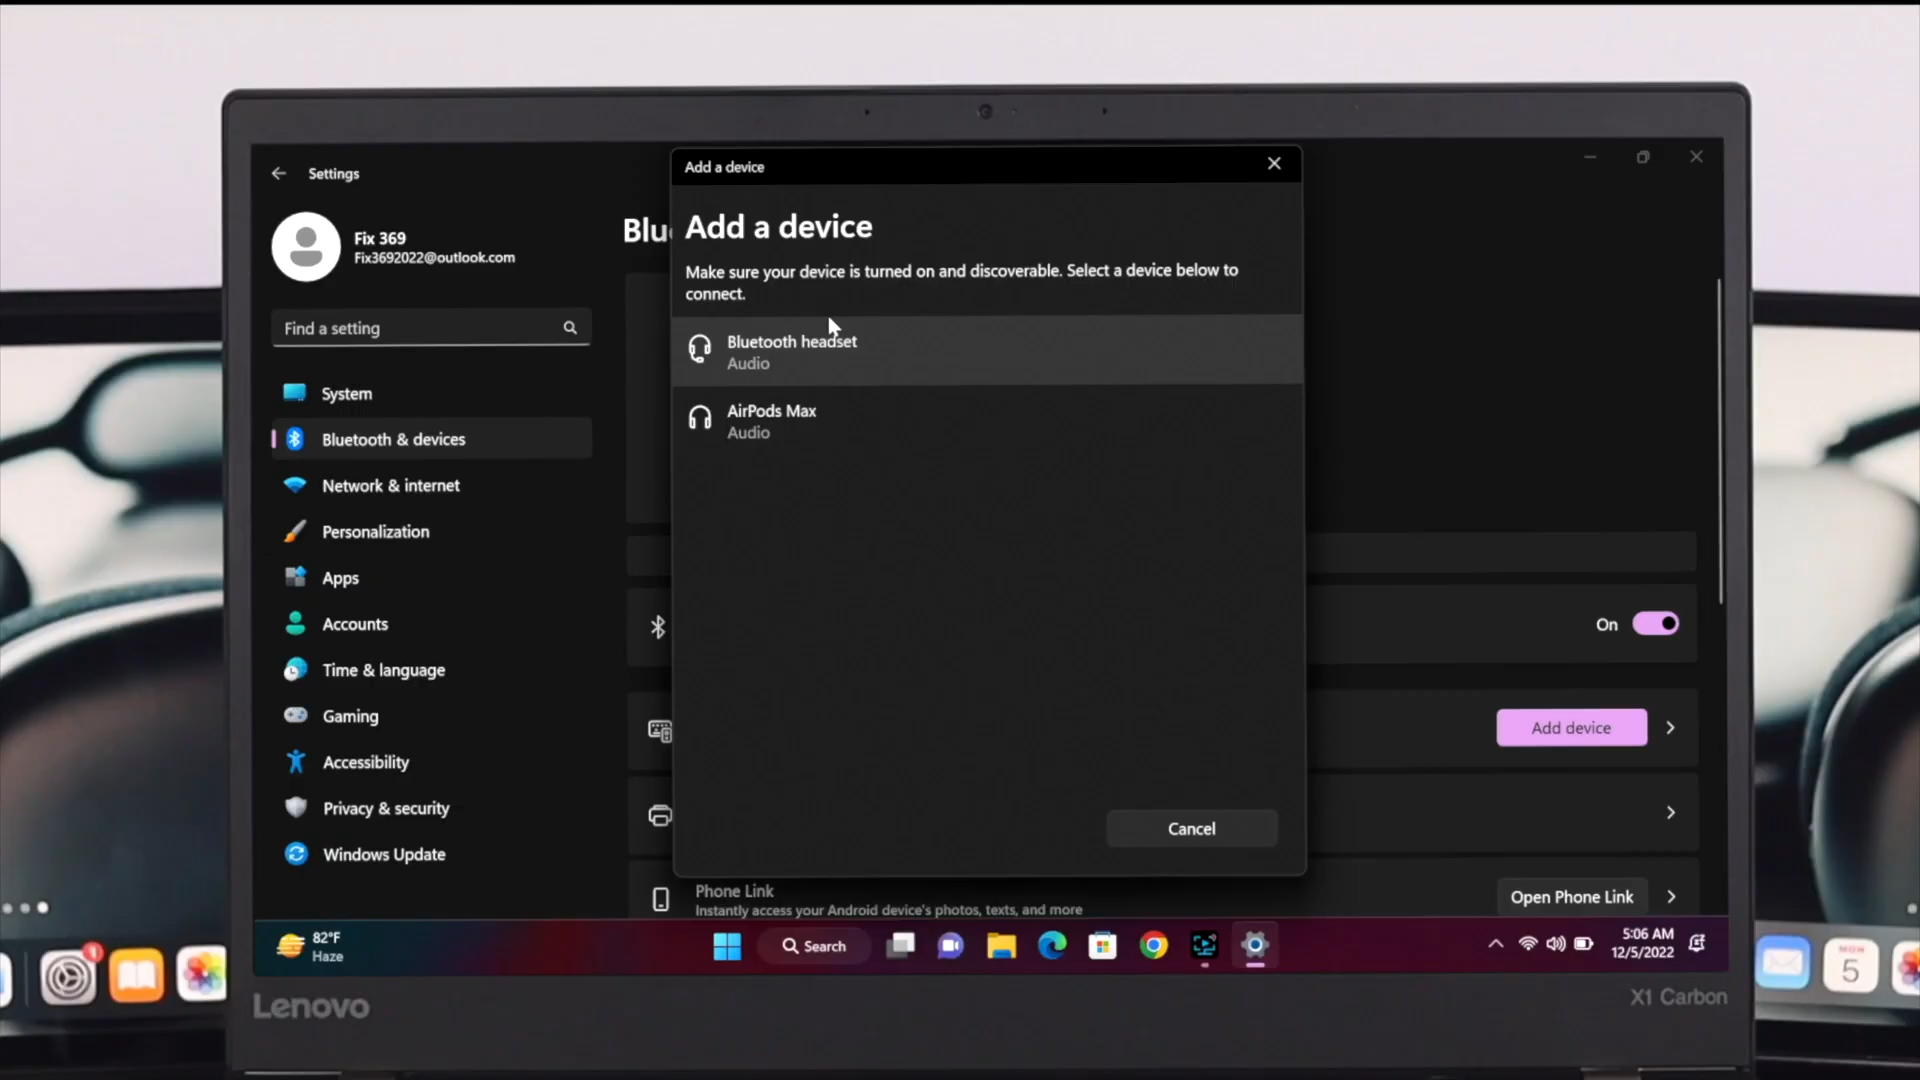 Settings
Fix 369
Fix3692022@outlook.com
Find a setting
System
Bluetooth & devices
Network & internet
Personalization
Apps
Accounts
Time & language
Gaming
Accessibility
Privacy & security
Windows Update
Blu
Add a device
Add a device
Make sure your device is turned on and discoverable. Select a device below to
connect.
Bluetooth headset
Audio
AirPods Max
Audio
Cancel
On
Add device
Phone Link
Instantly access your Android device's photos, texts, and more
Open Phone Link
82°F
Haze
Search
5:06 AM
12/5/2022
Lenovo
X1 Carbon
1
MON
5